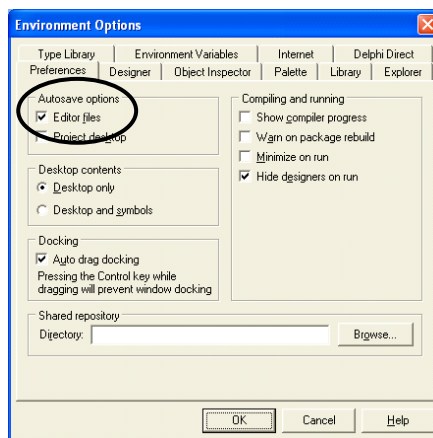 Environment Options
Type Library Environment Variables Internet Delphi Direct
Preferences Designer Object Inspector Palette Library Explorer
Autosave options
Editor files
Project desktop
Desktop contents
Desktop only
Desktop and symbols
Docking
Auto drag docking
Pressing the Control key while
dragging will prevent window docking
Compiling and running
Show compiler progress
Warn on package rebuild
Minimize on run
Hide designers on run
Shared repository
Directory: Browse...
OK Cancel Help